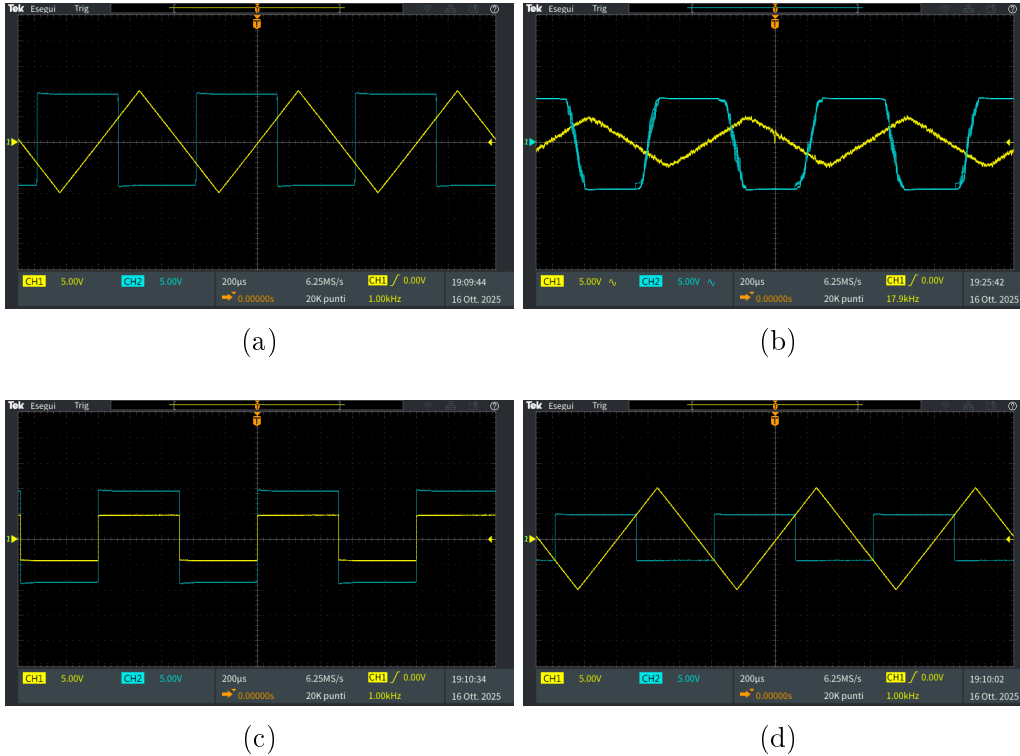 Tek Esegui Trig
T
1
CH1 5.00V CH2 5.00V 200µs 6.25MS/s CH1 0.00V 19:09:44
0.00000s 20K punti 1.00kHz 16 Ott. 2025
(a)
Tek Esegui Trig
T
1
CH1 5.00V CH2 5.00V 200µs 6.25MS/s CH1 0.00V 19:25:42
0.00000s 20K punti 17.9kHz 16 Ott. 2025
(b)
Tek Esegui Trig
T
1
CH1 5.00V CH2 5.00V 200µs 6.25MS/s CH1 0.00V 19:10:34
0.00000s 20K punti 1.00kHz 16 Ott. 2025
(c)
Tek Esegui Trig
T
1
CH1 5.00V CH2 5.00V 200µs 6.25MS/s CH1 0.00V 19:10:02
0.00000s 20K punti 1.00kHz 16 Ott. 2025
(d)